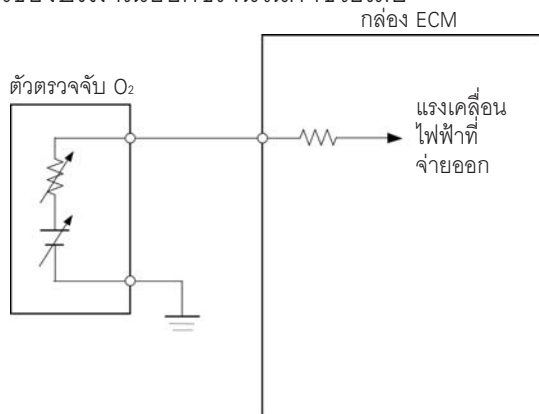 กล่อง ECM
ตัวตรวจจับ O₂
แรงเคลื่อน
ไฟฟ้าที่
จ่ายออก